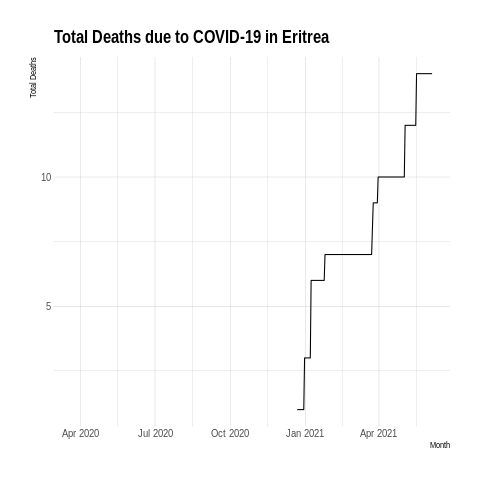 Total Deaths due to COVID-19 in Eritrea
Total Deaths
10
5
Apr 2020 Jul 2020 Oct 2020 Jan 2021 Apr 2021
Month